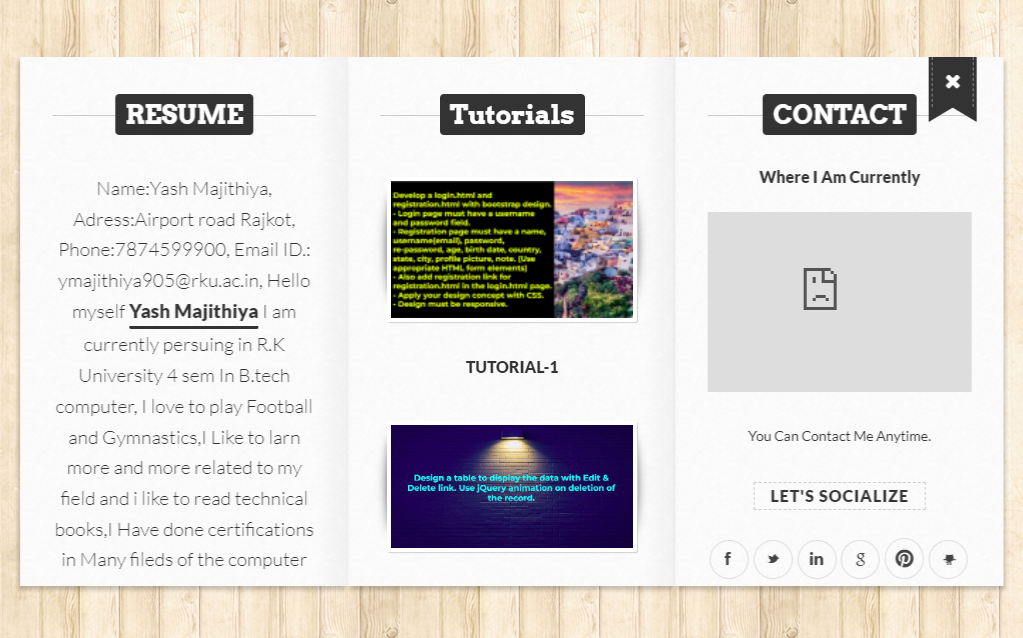 RESUME
Name:Yash Majithiya,
Adress:Airport road Rajkot,
Phone:7874599900, Email ID.:
ymajithiya905@rku.ac.in, Hello
myself Yash Majithiya I am
currently persuing in R.K
University 4 sem In B.tech
computer, I love to play Football
and Gymnastics,I Like to larn
more and more related to my
field and i like to read technical
books,I Have done certifications
in Many fileds of the computer
Tutorials
Develop a login.html and
registration.html with bootstrap design.
- Login page must have a username
and password field.
- Registration page must have a name,
username(email), password,
re-password, age, birth date, country,
state, city, profile picture, note. (Use
appropriate HTML form elements)
- Also add registration link for
registration.html in the login.html page.
- Apply your design concept with CSS.
- Design must be responsive.
TUTORIAL-1
Design a table to display the data with Edit &
Delete link. Use jQuery animation on deletion of
the record.
CONTACT
Where I Am Currently
You Can Contact Me Anytime.
LET'S SOCIALIZE